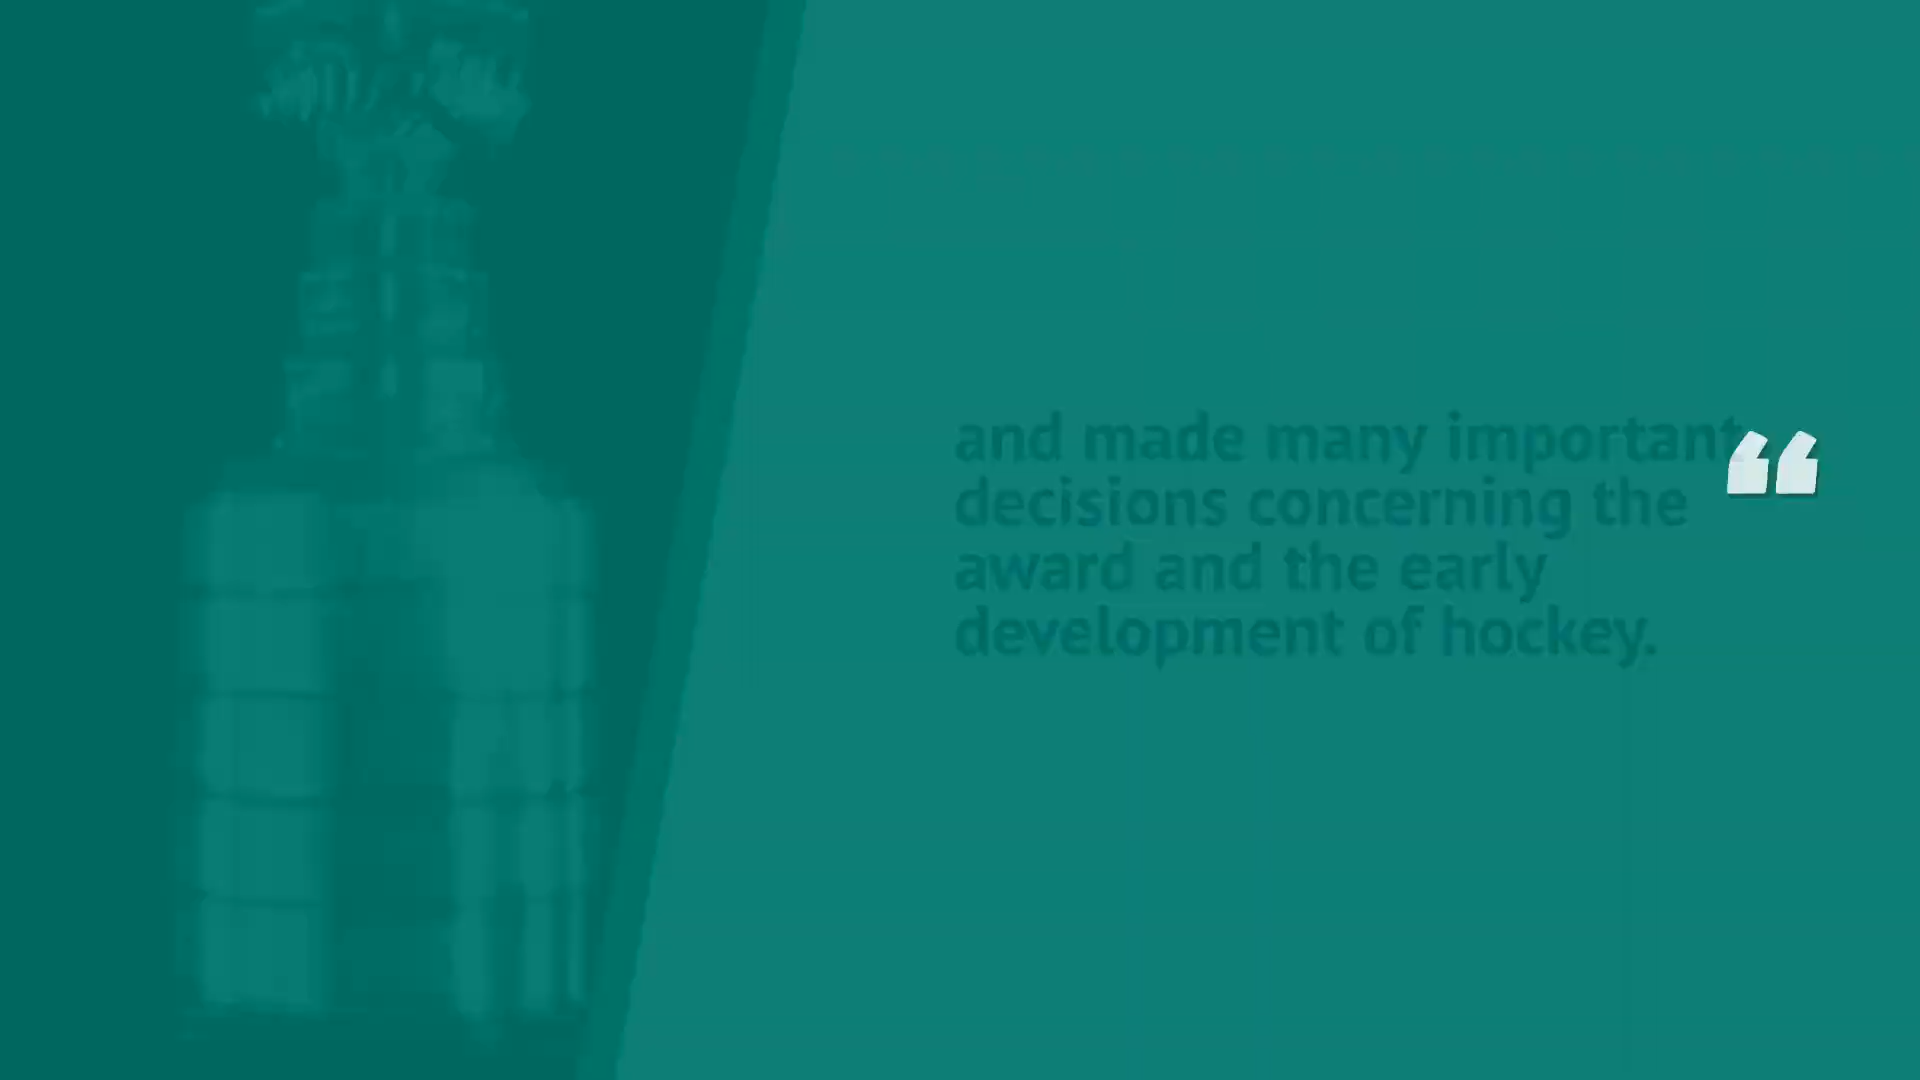 and made many important
decisions concerning the
award and the early
development of hockey.
“